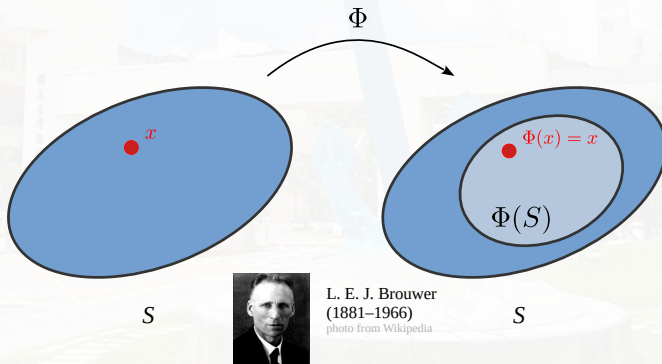 Φ
x
Φ(x) = x
Φ(S)
S
S
L. E. J. Brouwer
(1881–1966)
photo from Wikipedia